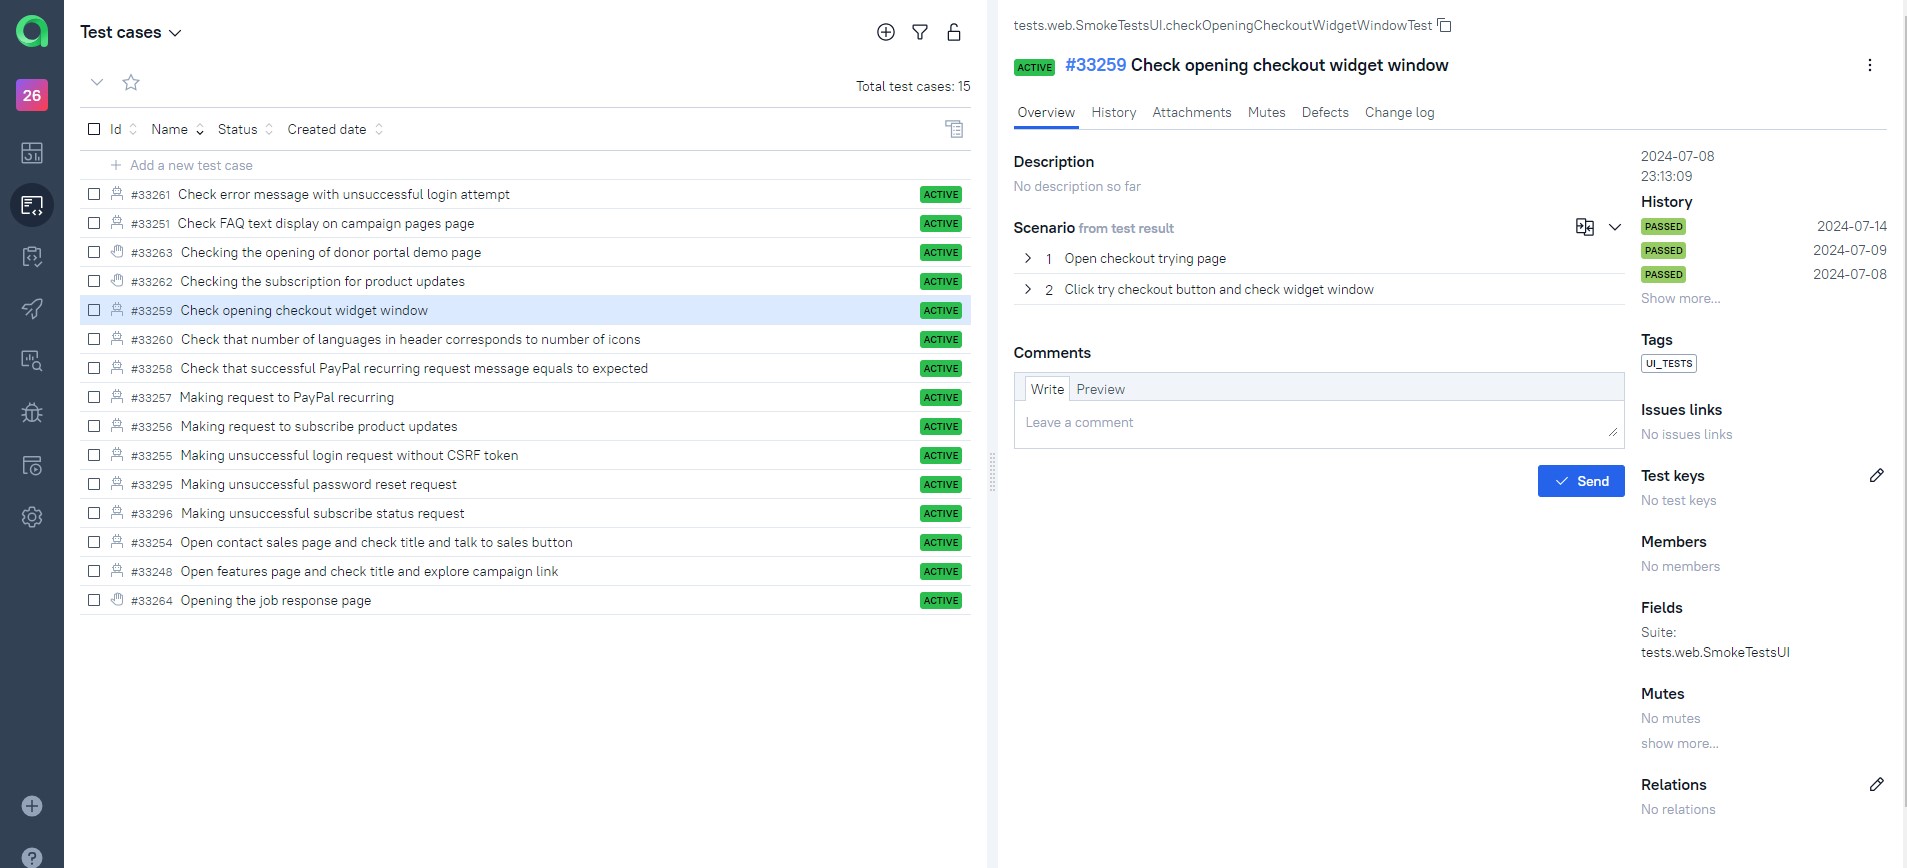 26
Test cases
Total test cases: 15
Id Name Status Created date
Add a new test case
#33261 Check error message with unsuccessful login attempt ACTIVE
#33251 Check FAQ text display on campaign pages page ACTIVE
#33263 Checking the opening of donor portal demo page ACTIVE
#33262 Checking the subscription for product updates ACTIVE
#33259 Check opening checkout widget window ACTIVE
#33260 Check that number of languages in header corresponds to number of icons ACTIVE
#33258 Check that successful PayPal recurring request message equals to expected ACTIVE
#33257 Making request to PayPal recurring ACTIVE
#33256 Making request to subscribe product updates ACTIVE
#33255 Making unsuccessful login request without CSRF token ACTIVE
#33295 Making unsuccessful password reset request ACTIVE
#33296 Making unsuccessful subscribe status request ACTIVE
#33254 Open contact sales page and check title and talk to sales button ACTIVE
#33248 Open features page and check title and explore campaign link ACTIVE
#33264 Opening the job response page ACTIVE
tests.web.SmokeTestsUI.checkOpeningCheckoutWidgetWindowTest
ACTIVE #33259 Check opening checkout widget window
Overview History Attachments Mutes Defects Change log
Description
No description so far
Scenario from test result
1 Open checkout trying page
2 Click try checkout button and check widget window
Comments
Write Preview
Leave a comment
Send
2024-07-08
23:13:09
History
PASSED 2024-07-14
PASSED 2024-07-09
PASSED 2024-07-08
Show more...
Tags
UI_TESTS
Issues links
No issues links
Test keys
No test keys
Members
No members
Fields
Suite:
tests.web.SmokeTestsUI
Mutes
No mutes
show more...
Relations
No relations